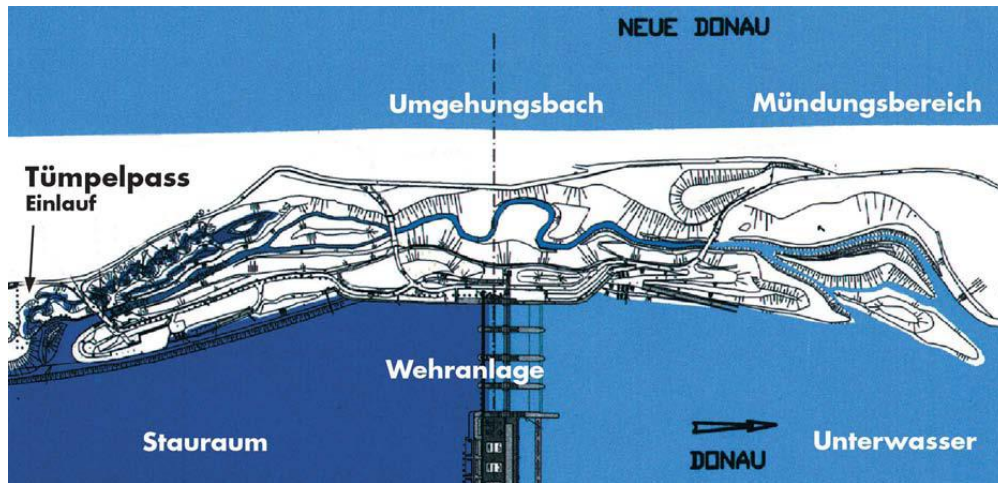 NEUE DONAU
Umgehungsbach
Mündungsbereich
Tümpelpass
Einlauf
Wehranlage
Stauraum
DONAU
Unterwasser